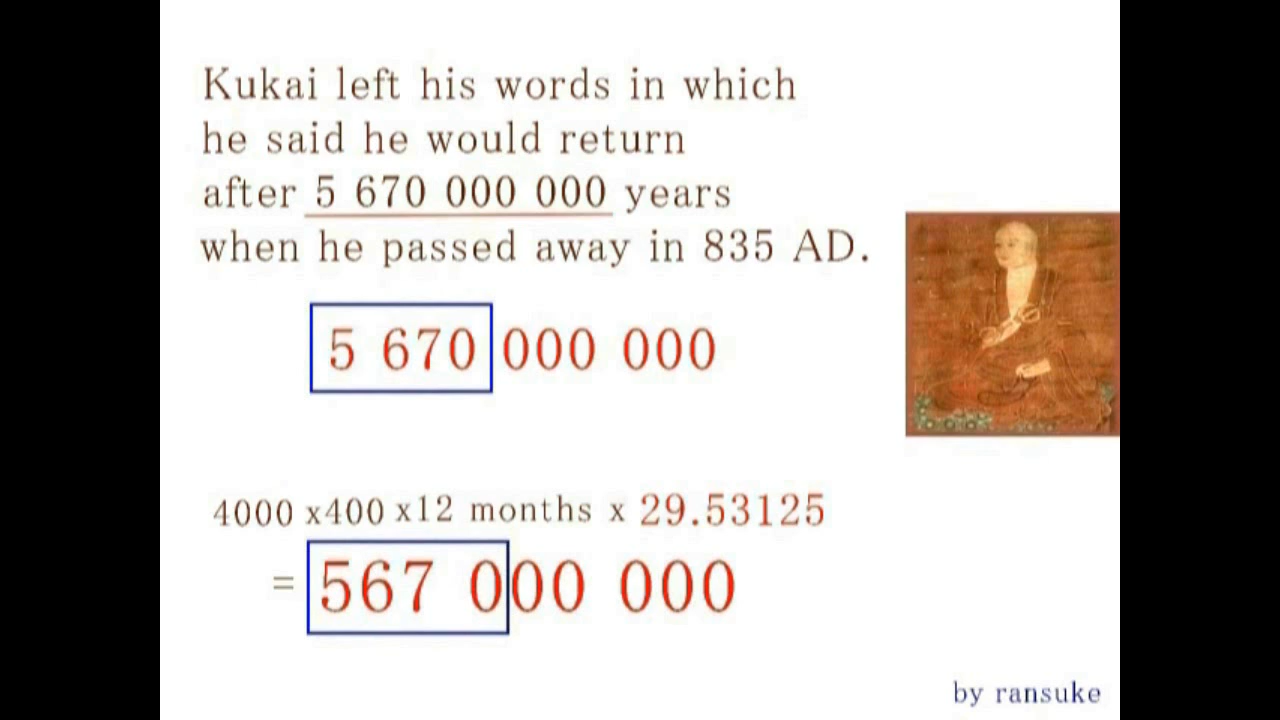 Kukai left his words in which
he said he would return
after 5 670 000 000 years
when he passed away in 835 AD.
5 670 000 000
4000 x400 x12 months x 29.53125
= 567 000 000
by ransuke